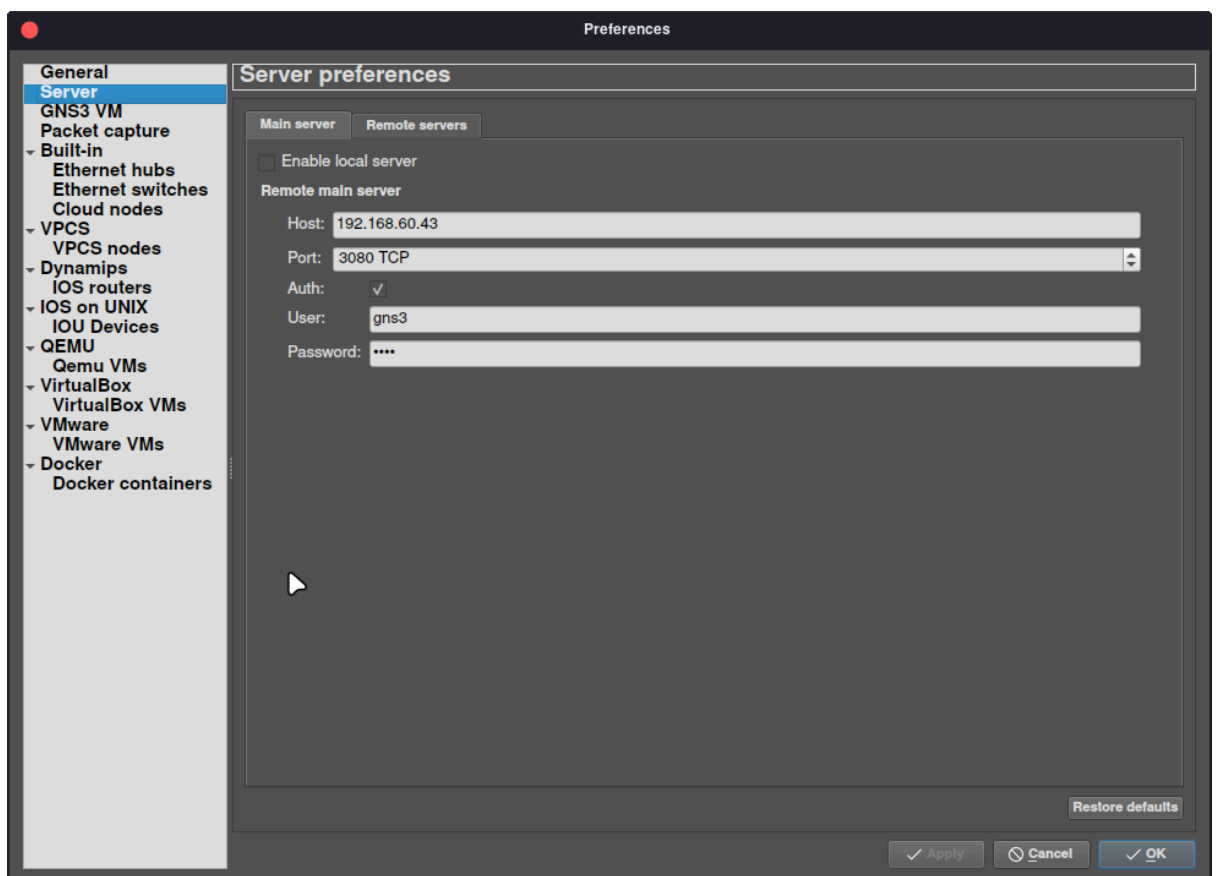 Preferences
General
Server
GNS3 VM
Packet capture
Built-in
Ethernet hubs
Ethernet switches
Cloud nodes
VPCS
VPCS nodes
Dynamips
IOS routers
IOS on UNIX
IOU Devices
QEMU
Qemu VMs
VirtualBox
VirtualBox VMs
VMware
VMware VMs
Docker
Docker containers
Server preferences
Main server
Remote servers
Enable local server
Remote main server
Host: 192.168.60.43
Port: 3080 TCP
Auth:
User: gns3
Password: ••••
Restore defaults
Apply
Cancel
OK